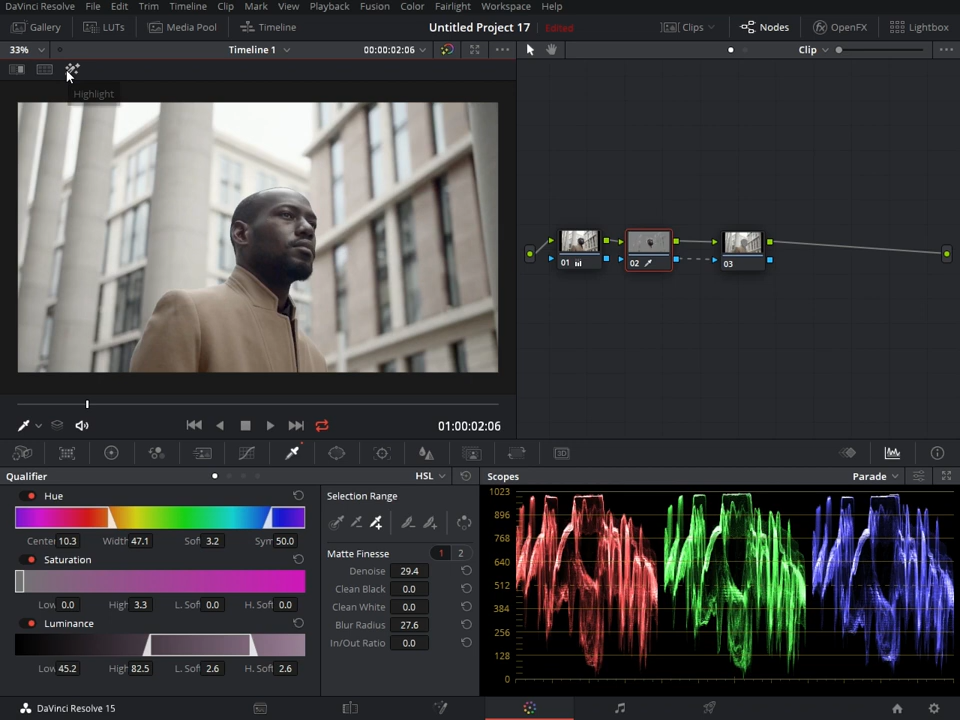 DaVinci Resolve File Edit Trim Timeline Clip Mark View Playback Fusion Color Fairlight Workspace Help
Gallery LUTs Media Pool Timeline Untitled Project 17 Edited Clips Nodes OpenFX Lightbox
33% Timeline 1 00:00:02:06 Clip
Highlight
01
02
03
01:00:02:06
3D
Qualifier HSL Scopes Parade
Hue
Center 10.3 Width 47.1 Sof 3.2 Sym 50.0
Saturation
Low 0.0 High 3.3 L. Sof 0.0 H. Sof 0.0
Luminance
Low 45.2 High 82.5 L. Sof 2.6 H. Sof 2.6
Selection Range
Matte Finesse 1 2
Denoise 29.4
Clean Black 0.0
Clean White 0.0
Blur Radius 27.6
In/Out Ratio 0.0
1023
896
768
640
512
384
256
128
0
DaVinci Resolve 15